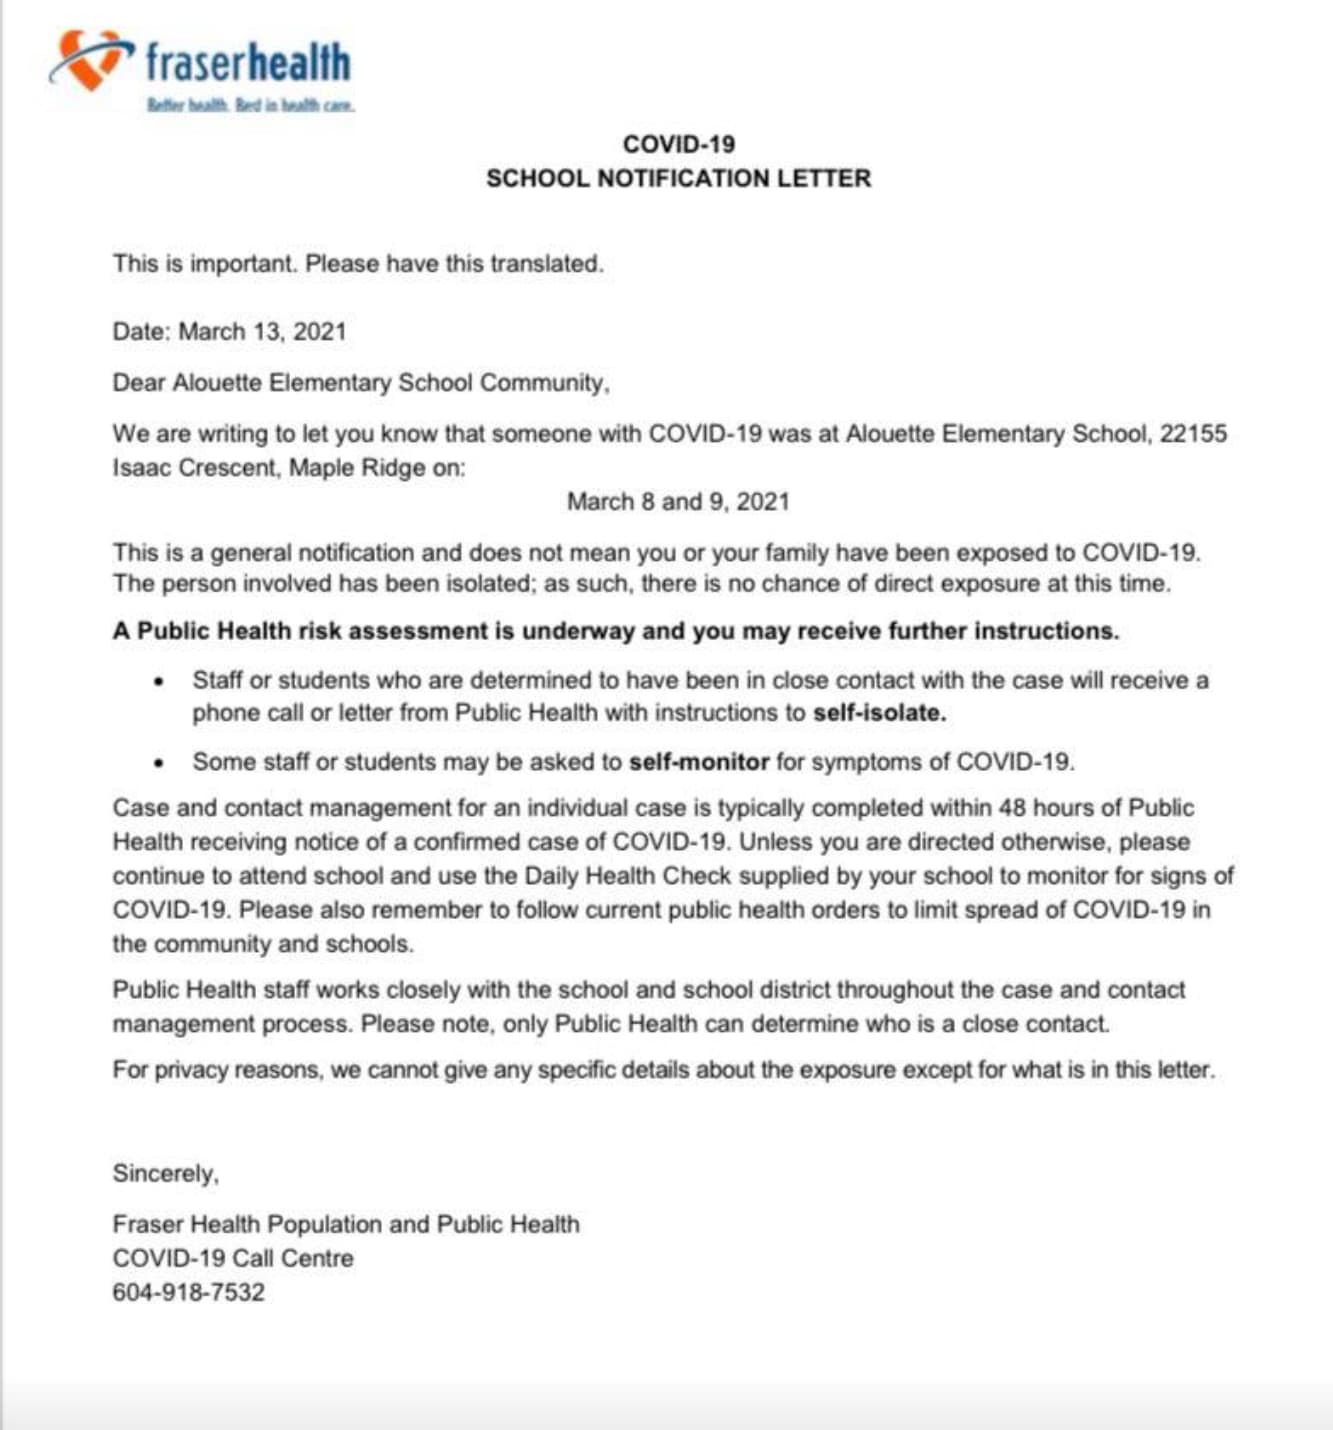 fraserhealth
Better health. Best in health care.
COVID-19
SCHOOL NOTIFICATION LETTER
This is important. Please have this translated.
Date: March 13, 2021
Dear Alouette Elementary School Community,
We are writing to let you know that someone with COVID-19 was at Alouette Elementary School, 22155
Isaac Crescent, Maple Ridge on:
March 8 and 9, 2021
This is a general notification and does not mean you or your family have been exposed to COVID-19.
The person involved has been isolated; as such, there is no chance of direct exposure at this time.
A Public Health risk assessment is underway and you may receive further instructions.
• Staff or students who are determined to have been in close contact with the case will receive a
phone call or letter from Public Health with instructions to self-isolate.
• Some staff or students may be asked to self-monitor for symptoms of COVID-19.
Case and contact management for an individual case is typically completed within 48 hours of Public
Health receiving notice of a confirmed case of COVID-19. Unless you are directed otherwise, please
continue to attend school and use the Daily Health Check supplied by your school to monitor for signs of
COVID-19. Please also remember to follow current public health orders to limit spread of COVID-19 in
the community and schools.
Public Health staff works closely with the school and school district throughout the case and contact
management process. Please note, only Public Health can determine who is a close contact.
For privacy reasons, we cannot give any specific details about the exposure except for what is in this letter.
Sincerely,
Fraser Health Population and Public Health
COVID-19 Call Centre
604-918-7532